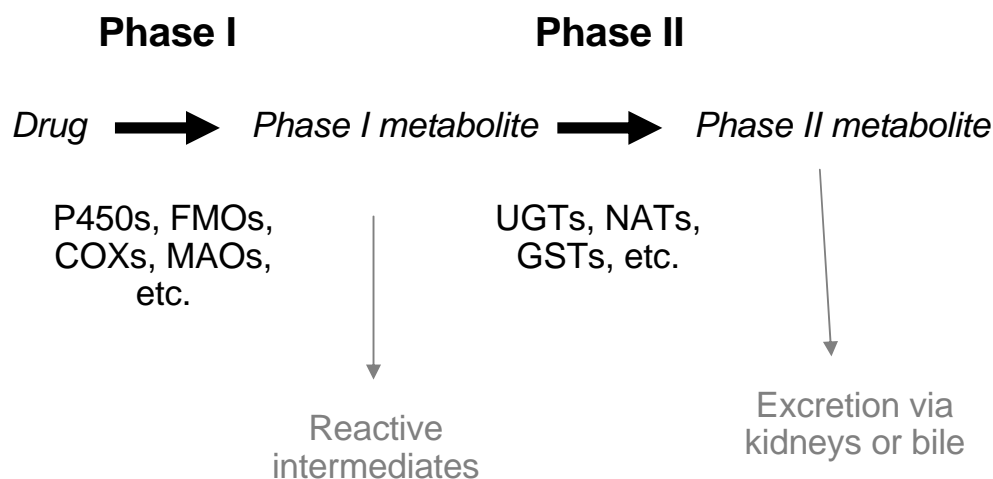 Phase I
Phase II
Drug
Phase I metabolite
Phase II metabolite
P450s, FMOs,
COXs, MAOs,
etc.
UGTs, NATs,
GSTs, etc.
Reactive
intermediates
Excretion via
kidneys or bile